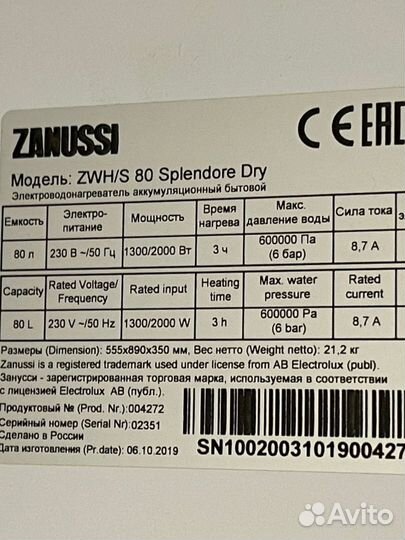 ZANUSSI
CE EAC
Модель: ZWH/S 80 Splendore Dry
Электроводонагреватель аккумуляционный бытовой
Емкость Электро-питание Мощность Время нагрева Макс. давление воды Сила тока
80 л 230 В ~/50 Гц 1300/2000 Вт 3 ч 600000 Па (6 бар) 8,7 А
Capacity Rated Voltage/ Frequency Rated input Heating time Max. water pressure Rated current
80 L 230 V ~/50 Hz 1300/2000 W 3 h 600000 Pa (6 bar) 8,7 A
Размеры (Dimension): 555x890x350 мм, Вес нетто (Weight netto): 21,2 кг
Zanussi is a registered trademark used under license from AB Electrolux (publ).
Занусси - зарегистрированная торговая марка, используемая в соответствии
с лицензией Electrolux AB (публ.).
Продуктовый № (Prod. Nr.):004272
Серийный номер (Serial Nr):02351
Сделано в России
Дата изготовления (Pr.date): 06.10.2019
SN1002003101900427
Avito